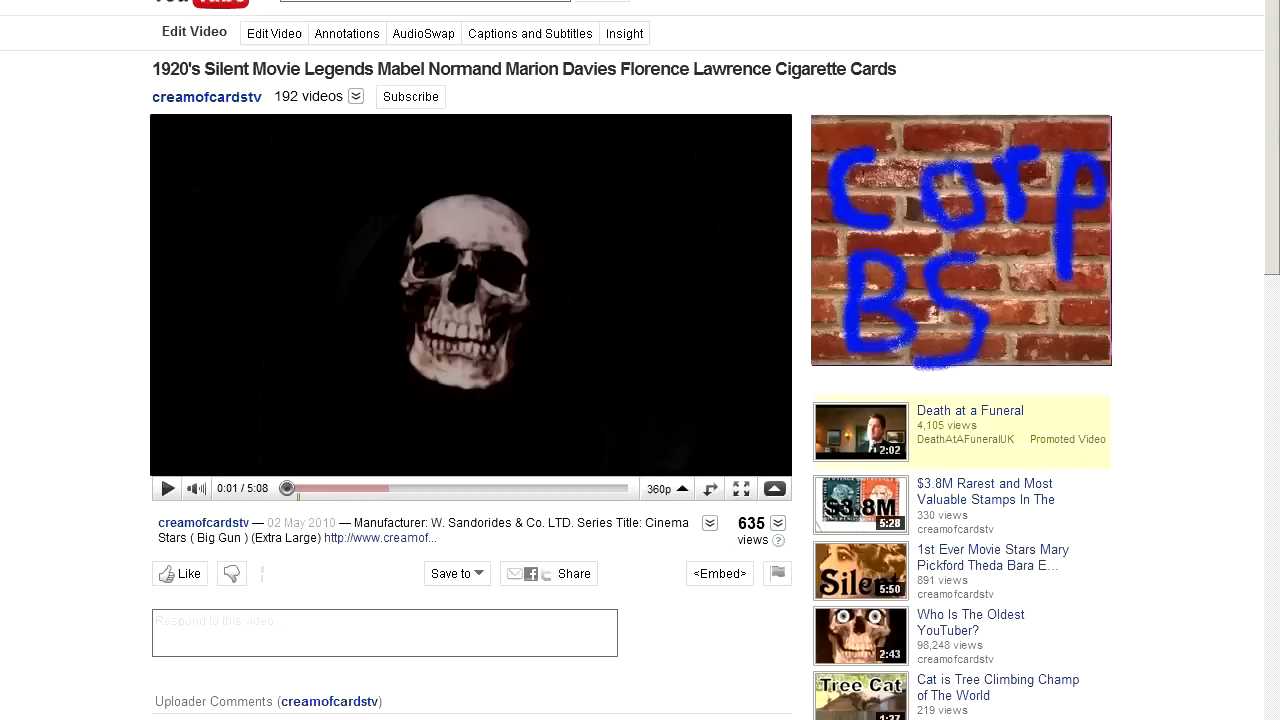 YouTube
Edit Video
Edit Video Annotations AudioSwap Captions and Subtitles Insight
1920's Silent Movie Legends Mabel Normand Marion Davies Florence Lawrence Cigarette Cards
creamofcardstv 192 videos Subscribe
Corp
BS
0:01 / 5:08 360p
creamofcardstv — 02 May 2010 — Manufacturer. W. Sandorides & Co. LTD. Series Title: Cinema
Stars ( Big Gun ) (Extra Large) http://www.creamof...
635
views ?
Like Save to Share <Embed>
Respond to this video...
Uploader Comments (creamofcardstv)
2:02
Death at a Funeral
4,105 views
DeathAtAFuneralUK Promoted Video
$3.8M
5:28
$3.8M Rarest and Most
Valuable Stamps In The
330 views
creamofcardstv
Silent
5:50
1st Ever Movie Stars Mary
Pickford Theda Bara E...
891 views
creamofcardstv
2:43
Who Is The Oldest
YouTuber?
98,248 views
creamofcardstv
Tree Cat
1:27
Cat is Tree Climbing Champ
of The World
219 views